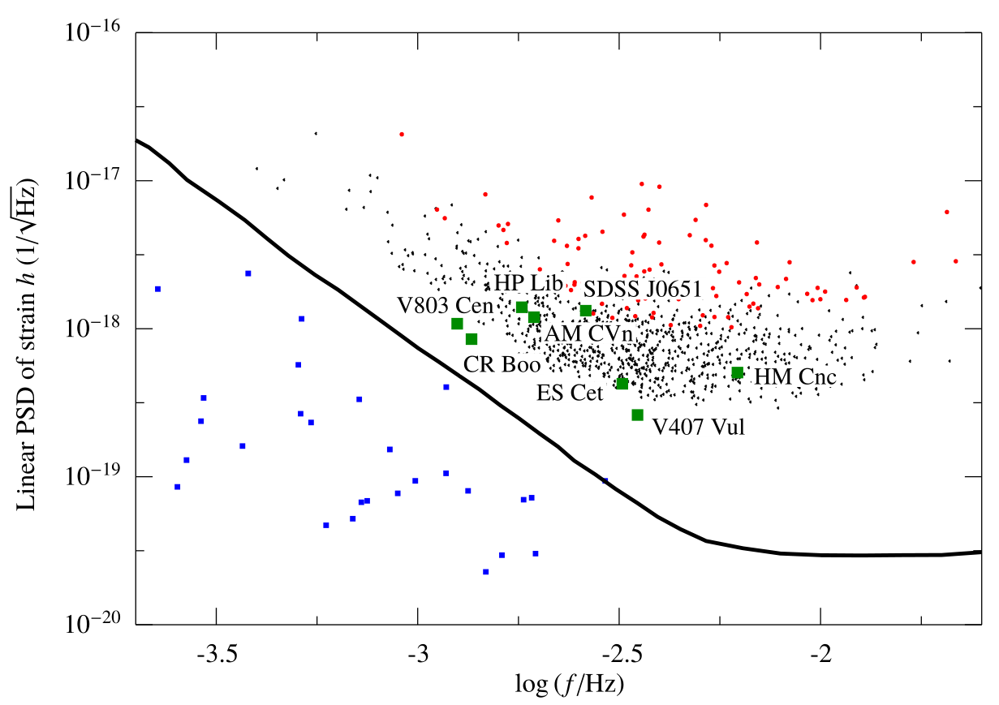 10−16
10−17
10−18
10−19
10−20
Linear PSD of strain h (1/√Hz)
HP Lib
SDSS J0651
V803 Cen
AM CVn
CR Boo
ES Cet
HM Cnc
V407 Vul
-3.5
-3
-2.5
-2
log (f/Hz)